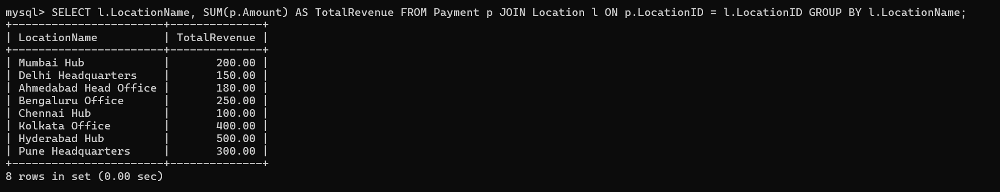 mysql> SELECT l.LocationName, SUM(p.Amount) AS TotalRevenue FROM Payment p JOIN Location l ON p.LocationID = l.LocationID GROUP BY l.LocationName;
+-----------------------+--------------+
| LocationName          | TotalRevenue |
+-----------------------+--------------+
| Mumbai Hub            |       200.00 |
| Delhi Headquarters    |       150.00 |
| Ahmedabad Head Office |       180.00 |
| Bengaluru Office      |       250.00 |
| Chennai Hub           |       100.00 |
| Kolkata Office        |       400.00 |
| Hyderabad Hub         |       500.00 |
| Pune Headquarters     |       300.00 |
+-----------------------+--------------+
8 rows in set (0.00 sec)